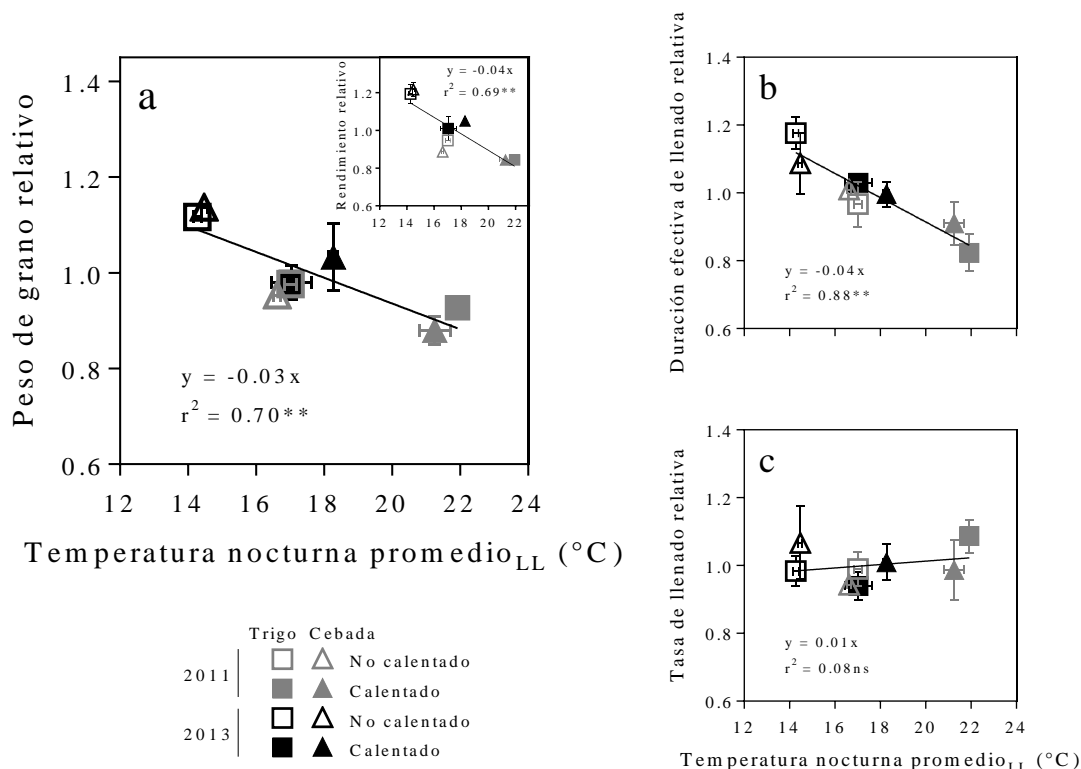 a
Peso de grano relativo
1.4
1.2
1.0
0.8
0.6
12 14 16 18 20 22 24
Temperatura nocturna promedio_LL (°C)
y = -0.03x
r² = 0.70**
Rendimiento relativo
1.2
1.0
0.8
0.6
12 14 16 18 20 22
y = -0.04x
r² = 0.69**
b
Duración efectiva de llenado relativa
1.4
1.2
1.0
0.8
0.6
y = -0.04x
r² = 0.88**
c
Tasa de llenado relativa
1.4
1.2
1.0
0.8
0.6
12 14 16 18 20 22 24
y = 0.01x
r² = 0.08ns
Temperatura nocturna promedio_LL (°C)
Trigo Cebada
2011
No calentado
Calentado
2013
No calentado
Calentado